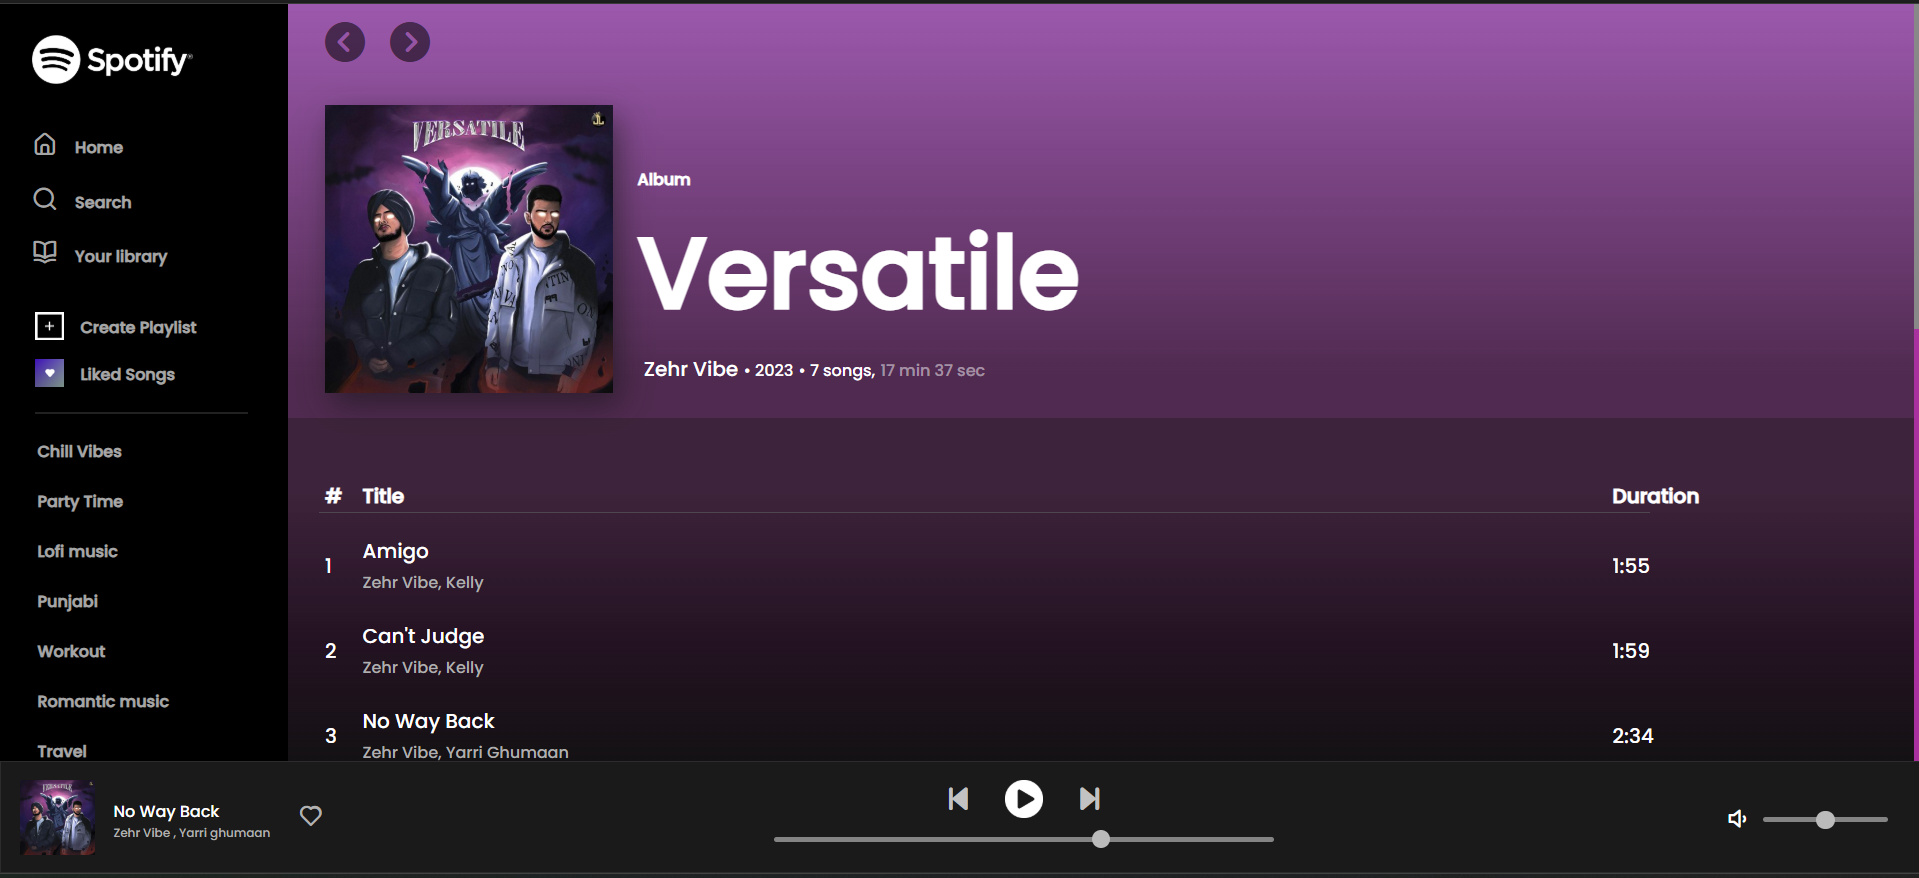 Spotify
Home
Search
Your library
Create Playlist
Liked Songs
Chill Vibes
Party Time
Lofi music
Punjabi
Workout
Romantic music
Travel
VERSATILE
JL
Album
Versatile
Zehr Vibe • 2023 • 7 songs, 17 min 37 sec
# Title Duration
1 Amigo 1:55
Zehr Vibe, Kelly
2 Can't Judge 1:59
Zehr Vibe, Kelly
3 No Way Back 2:34
Zehr Vibe, Yarri Ghumaan
VERSATILE
No Way Back
Zehr Vibe , Yarri ghumaan